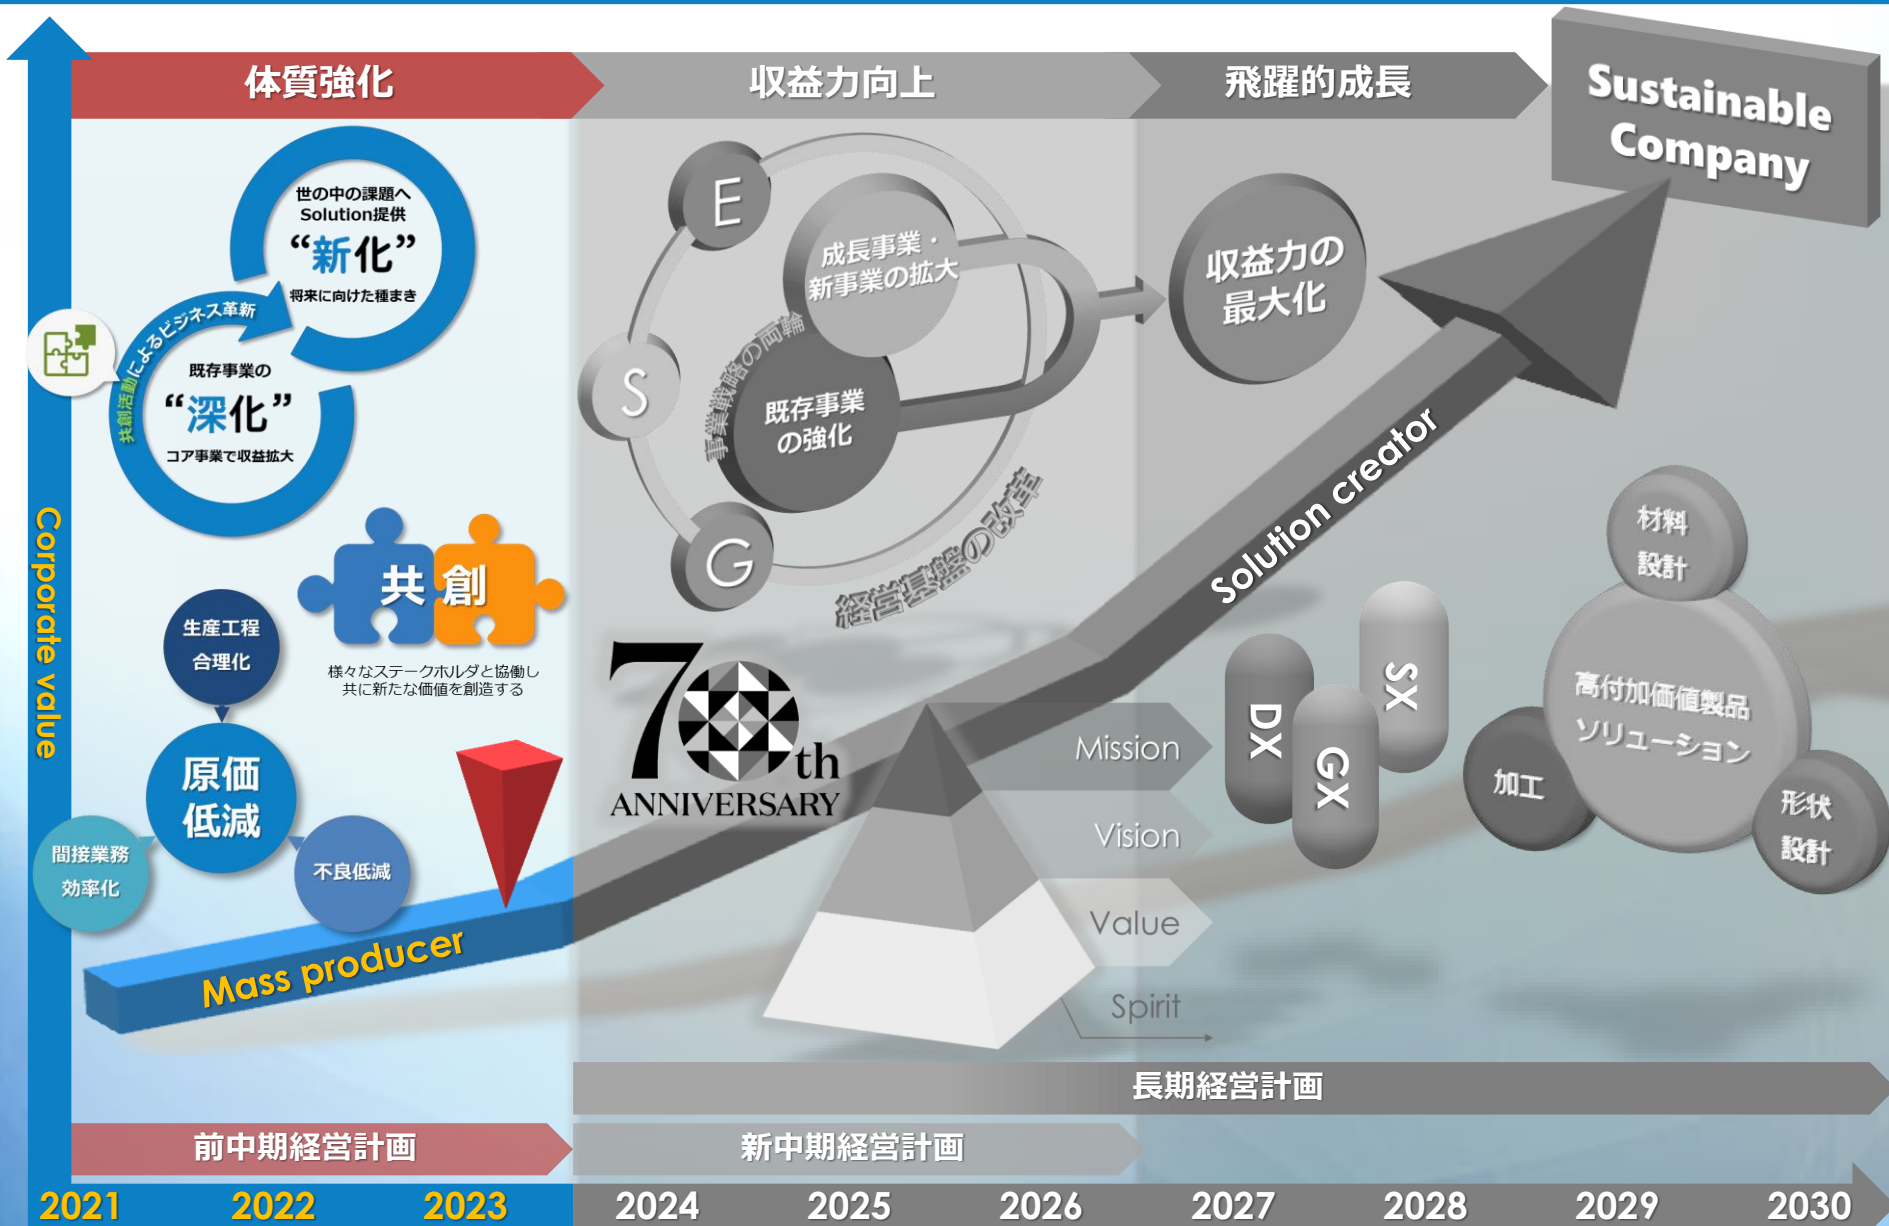 体質強化
収益力向上
飛躍的成長
Sustainable
Company
世の中の課題へ
Solution提供
“新化”
将来に向けた種まき
共創活動によるビジネス革新
既存事業の
“深化”
コア事業で収益拡大
E
S
G
成長事業・
新事業の拡大
事業戦略の両輪
既存事業
の強化
経営基盤の改革
収益力の
最大化
Corporate value
共創
様々なステークホルダと協働し
共に新たな価値を創造する
生産工程
合理化
原価
低減
間接業務
効率化
不良低減
Mass producer
Solution creator
70th
ANNIVERSARY
Mission
Vision
Value
Spirit
DX
GX
SX
材料
設計
高付加価値製品
ソリューション
加工
形状
設計
長期経営計画
前中期経営計画
新中期経営計画
2021 2022 2023 2024 2025 2026 2027 2028 2029 2030